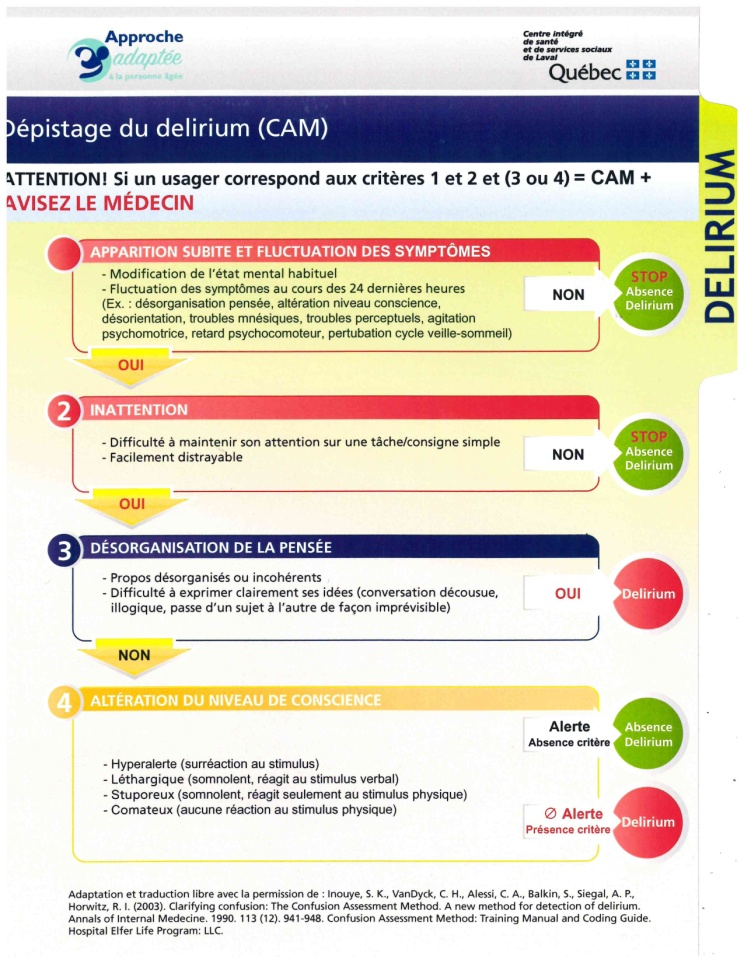 Approche
adaptée
à la personne âgée
Centre intégré
de santé
et de services sociaux
de Laval
Québec
Dépistage du delirium (CAM)
ATTENTION! Si un usager correspond aux critères 1 et 2 et (3 ou 4) = CAM +
AVISEZ LE MÉDECIN
DELIRIUM
APPARITION SUBITE ET FLUCTUATION DES SYMPTÔMES
- Modification de l'état mental habituel
- Fluctuation des symptômes au cours des 24 dernières heures
(Ex. : désorganisation pensée, altération niveau conscience,
désorientation, troubles mnésiques, troubles perceptuels, agitation
psychomotrice, retard psychocomoteur, pertubation cycle veille-sommeil)
NON
STOP
Absence
Delirium
OUI
2 INATTENTION
- Difficulté à maintenir son attention sur une tâche/consigne simple
- Facilement distrayable
NON
STOP
Absence
Delirium
OUI
3 DÉSORGANISATION DE LA PENSÉE
- Propos désorganisés ou incohérents
- Difficulté à exprimer clairement ses idées (conversation décousue,
illogique, passe d'un sujet à l'autre de façon imprévisible)
OUI
Delirium
NON
4 ALTÉRATION DU NIVEAU DE CONSCIENCE
Alerte
Absence critère
Absence
Delirium
- Hyperalerte (surréaction au stimulus)
- Léthargique (somnolent, réagit au stimulus verbal)
- Stuporeux (somnolent, réagit seulement au stimulus physique)
- Comateux (aucune réaction au stimulus physique)
∅ Alerte
Présence critère
Delirium
Adaptation et traduction libre avec la permission de : Inouye, S. K., VanDyck, C. H., Alessi, C. A., Balkin, S., Siegal, A. P.,
Horwitz, R. I. (2003). Clarifying confusion: The Confusion Assessment Method. A new method for detection of delirium.
Annals of Internal Medecine. 1990. 113 (12). 941-948. Confusion Assessment Method: Training Manual and Coding Guide.
Hospital Elfer Life Program: LLC.